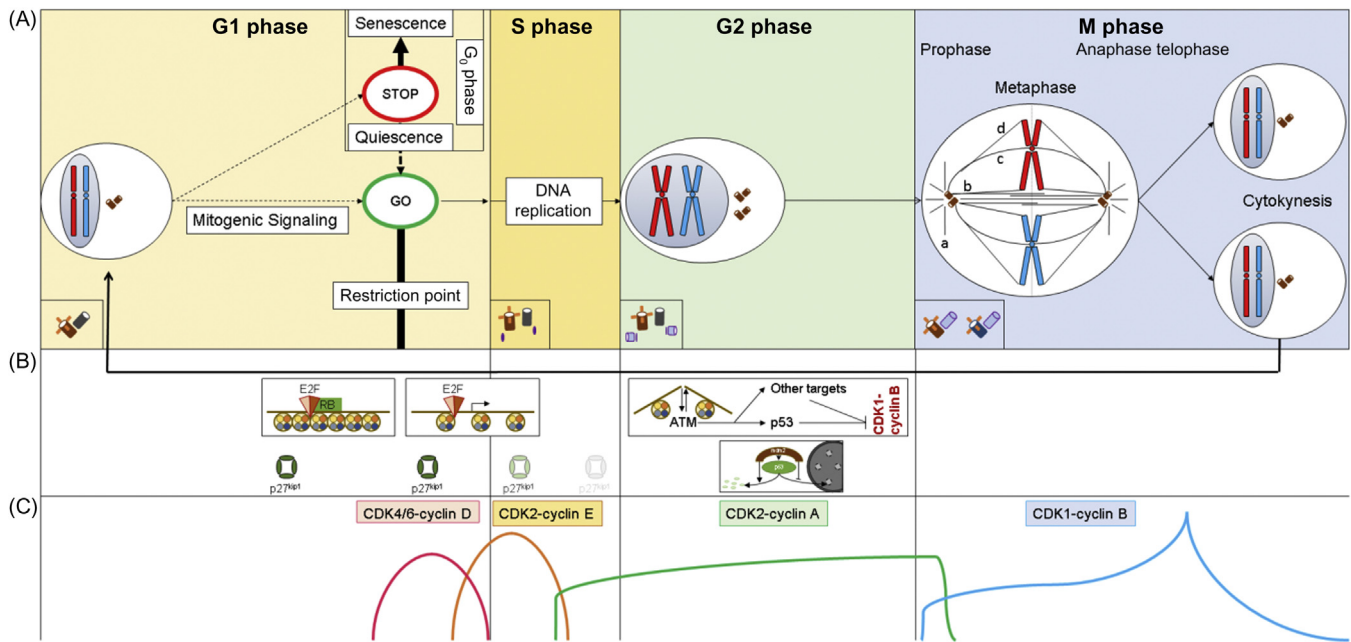 (A)
G1 phase
S phase
G2 phase
M phase
Senescence
G0 phase
STOP
Quiescence
GO
Mitogenic Signaling
Restriction point
DNA
replication
Prophase
Anaphase telophase
Metaphase
d
c
b
a
Cytokynesis
(B)
E2F
RB
E2F
ATM
Other targets
p53
CDK1-
cyclin B
p27kip1
p27kip1
p27kip1
p27kip1
(C)
CDK4/6-cyclin D
CDK2-cyclin E
CDK2-cyclin A
CDK1-cyclin B